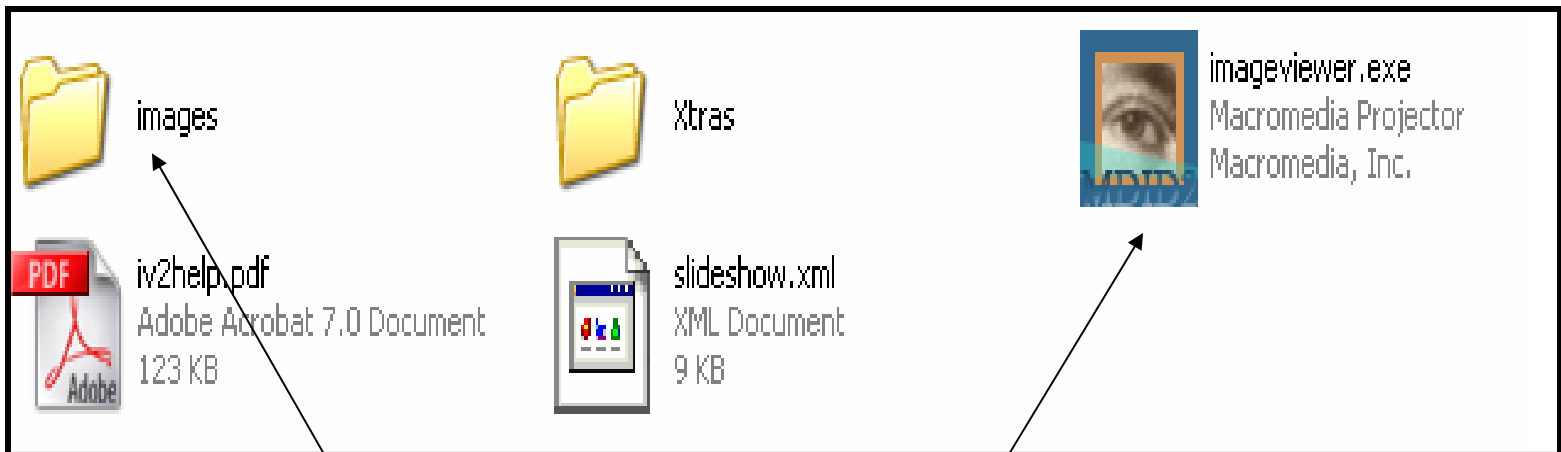 images
Xtras
imageviewer.exe
Macromedia Projector
Macromedia, Inc.
MDID2
PDF
Adobe
iv2help.pdf
Adobe Acrobat 7.0 Document
123 KB
slideshow.xml
XML Document
9 KB